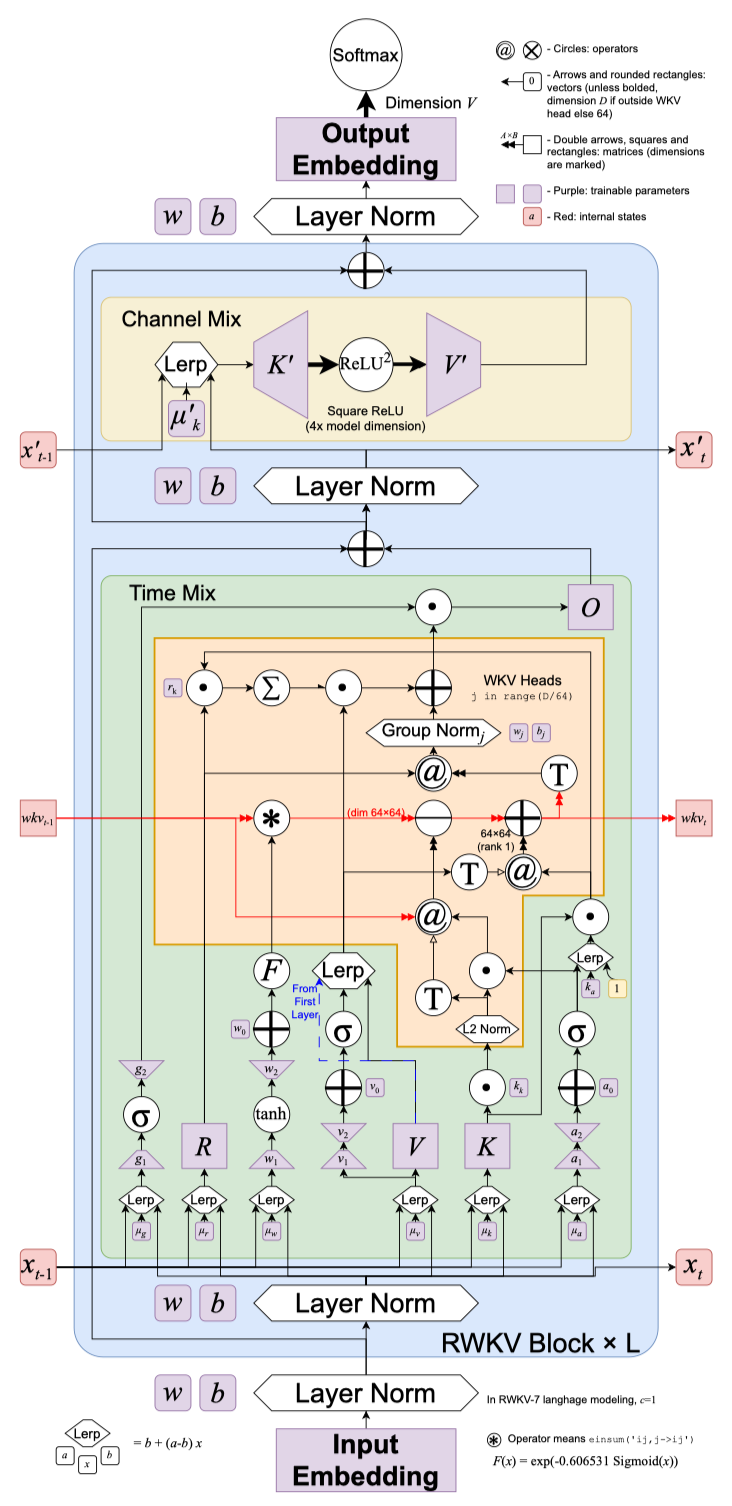 Softmax
@ - Circles: operators
0 - Arrows and rounded rectangles:
vectors (unless bolded,
dimension D if outside WKV
head else 64)
A×B - Double arrows, squares and
rectangles: matrices (dimensions
are marked)
- Purple: trainable parameters
a - Red: internal states
Dimension V
Output
Embedding
w b Layer Norm
Channel Mix
Lerp K' ReLU² V'
μ'k
Square ReLU
(4x model dimension)
x't-1 x't
w b Layer Norm
Time Mix
O
WKV Heads
j in range(D/64)
rk Σ
Group Normj wj bj
@ T
wkvt-1 * (dim 64×64) wkvt
64×64
(rank 1)
T @
@
F Lerp Lerp
From
First
Layer
T ka 1
w0 σ L2 Norm σ
g2 w2 v0 kk a0
σ tanh v2 a2
g1 R w1 v1 V K a1
Lerp Lerp Lerp Lerp Lerp Lerp
μg μr μw μv μk μa
xt-1 xt
w b Layer Norm
RWKV Block × L
w b Layer Norm
In RWKV-7 langhage modeling, c=1
Lerp
a x b
= b + (a-b) x
Input
Embedding
* Operator means einsum('ij,j->ij')
F(x) = exp(-0.606531 Sigmoid(x))